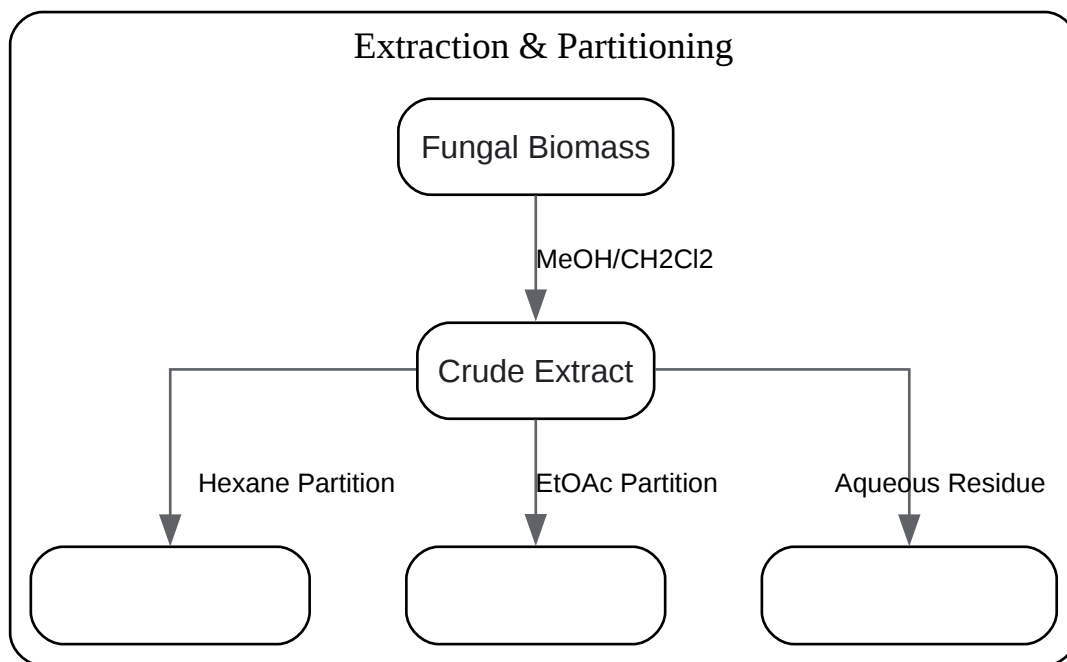 Extraction & Partitioning
Fungal Biomass
MeOH/CH2Cl2
Crude Extract
Hexane Partition
EtOAc Partition
Aqueous Residue